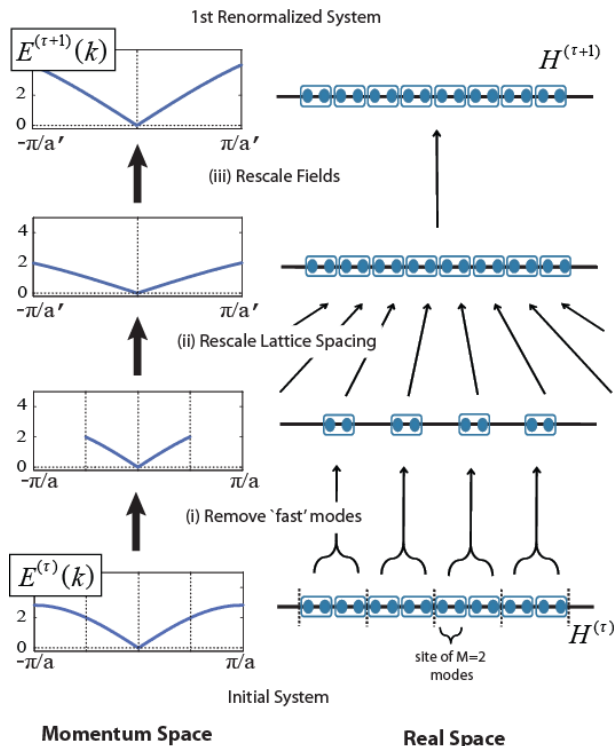 1st Renormalized System
E^(τ+1)(k)
H^(τ+1)
2
0
-π/a′
π/a′
(iii) Rescale Fields
4
2
0
-π/a′
π/a′
(ii) Rescale Lattice Spacing
4
2
0
-π/a
π/a
(i) Remove `fast' modes
E^(τ)(k)
2
0
-π/a
π/a
H^(τ)
site of M=2
modes
Initial System
Momentum Space
Real Space